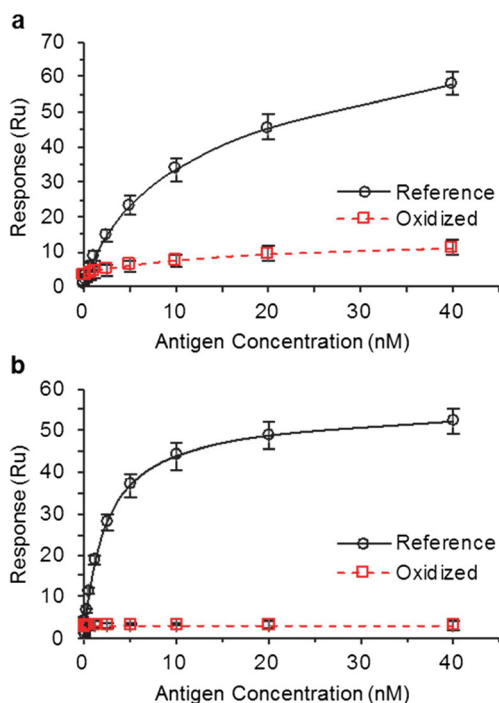 a
70
60
50
40
30
20
10
0
Response (Ru)
Reference
Oxidized
0 10 20 30 40
Antigen Concentration (nM)
b
60
50
40
30
20
10
0
Response (Ru)
Reference
Oxidized
0 10 20 30 40
Antigen Concentration (nM)